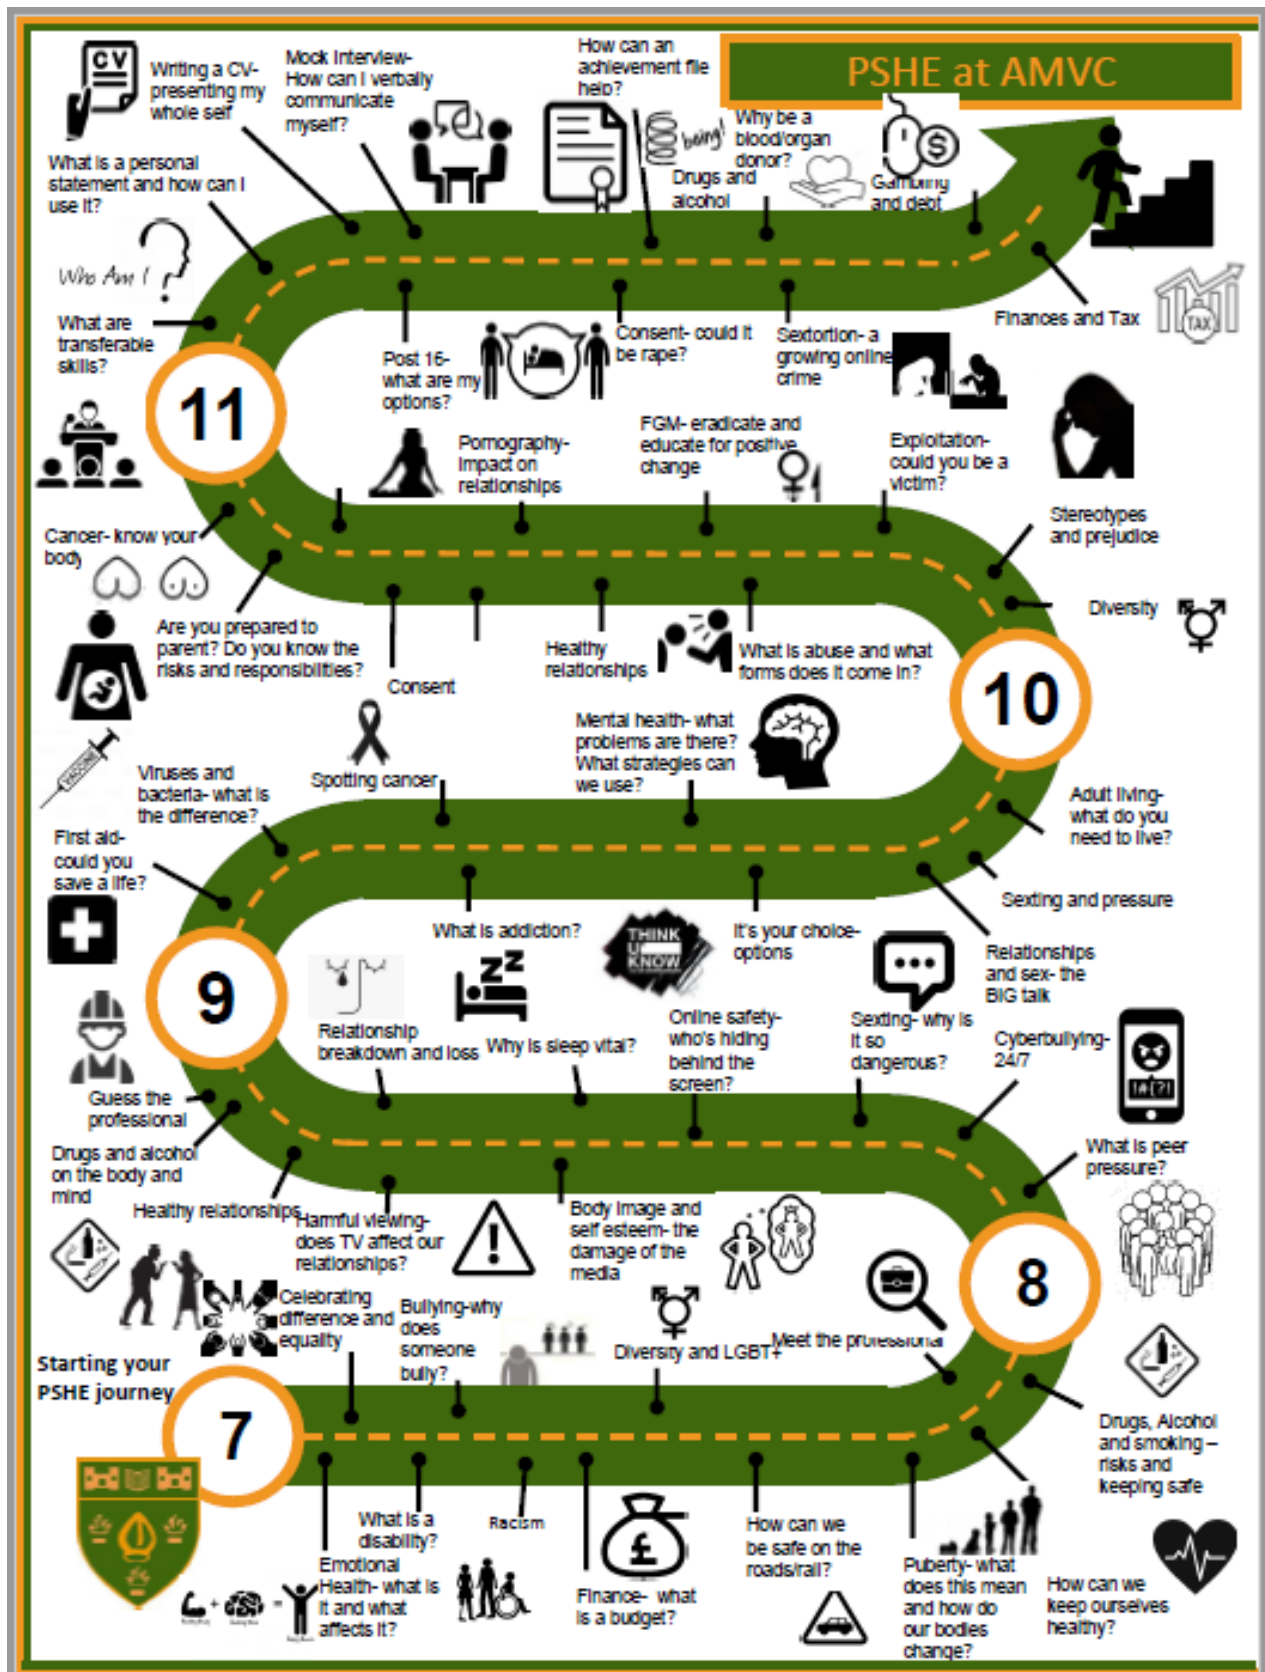 PSHE at AMVC
CV
Writing a CV-
presenting my
whole self
Mock Interview-
How can I verbally
communicate
myself?
How can an
achievement file
help?
being!
Why be a
blood/organ
donor?
Drugs and
alcohol
$
Gambling
and debt
What is a personal
statement and how can I
use it?
Who Am I ?
What are
transferable
skills?
Finances and Tax
TAX
Post 16-
what are my
options?
Consent- could it
be rape?
Sextortion- a
growing online
crime
11
Pornography-
Impact on
relationships
FGM- eradicate and
educate for positive
change
Exploitation-
could you be a
victim?
Stereotypes
and prejudice
Cancer- know your
body
Diversity
Are you prepared to
parent? Do you know the
risks and responsibilities?
Consent
Healthy
relationships
What is abuse and what
forms does it come in?
10
VACCINE
Viruses and
bacteria- what is
the difference?
Spotting cancer
Mental health- what
problems are there?
What strategies can
we use?
Adult living-
what do you
need to live?
First aid-
could you
save a life?
Sexting and pressure
What is addiction?
It's your choice-
options
Relationships
and sex- the
BIG talk
THINK
U
KNOW
ZZ
9
Relationship
breakdown and loss
Why is sleep vital?
Online safety-
who's hiding
behind the
screen?
Sexting- why is
it so
dangerous?
Cyberbullying-
24/7
!#[?!
Guess the
professional
What is peer
pressure?
Drugs and alcohol
on the body and
mind
Healthy relationships
Harmful viewing-
does TV affect our
relationships?
!
Body image and
self esteem- the
damage of the
media
8
Celebrating
difference and
equality
Bullying-why
does
someone
bully?
Diversity and LGBT+
Meet the professional
Starting your
PSHE journey
7
Drugs, Alcohol
and smoking –
risks and
keeping safe
What is a
disability?
Racism
£
Emotional
Health- what is
it and what
affects it?
+
=
Finance- what
is a budget?
How can we
be safe on the
roads/rail?
Puberty- what
does this mean
and how do
our bodies
change?
How can we
keep ourselves
healthy?